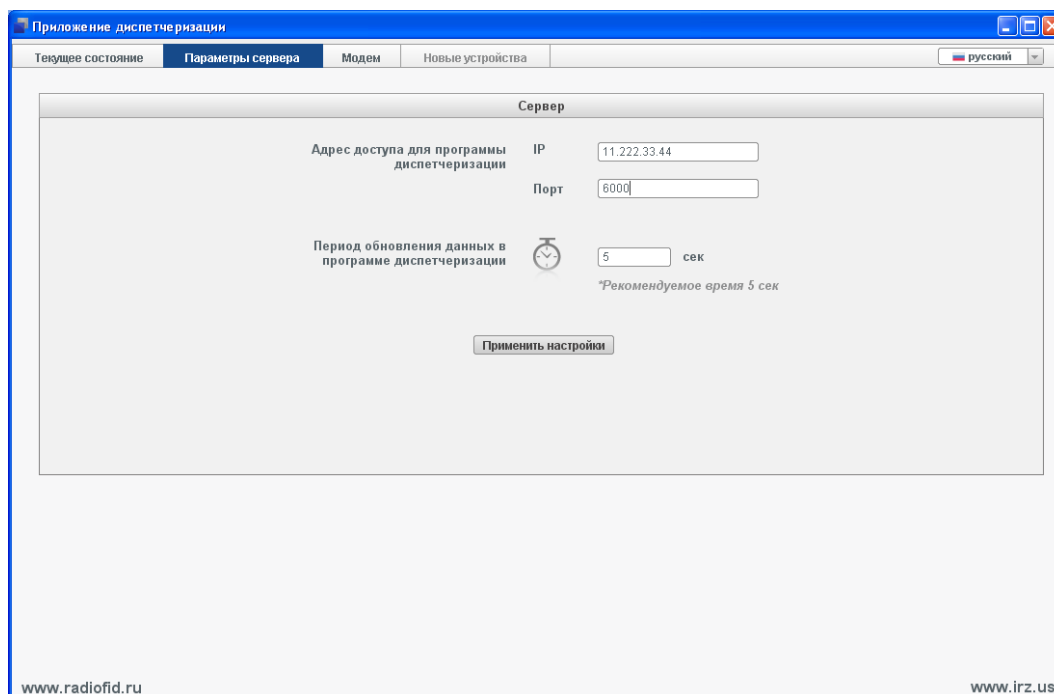 Приложение диспетчеризации
Текущее состояние Параметры сервера Модем Новые устройства русский
Сервер
Адрес доступа для программы диспетчеризации IP 11.222.33.44
Порт 6000
Период обновления данных в программе диспетчеризации 5 сек
*Рекомендуемое время 5 сек
Применить настройки
www.radiofid.ru www.irz.us